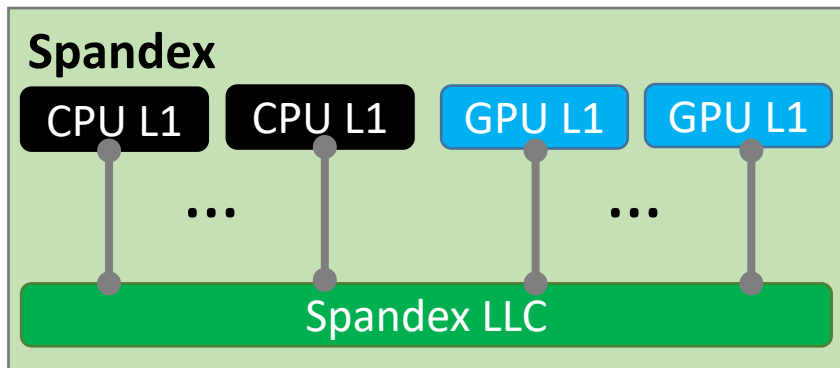 Spandex
CPU L1 CPU L1 GPU L1 GPU L1
... ...
Spandex LLC